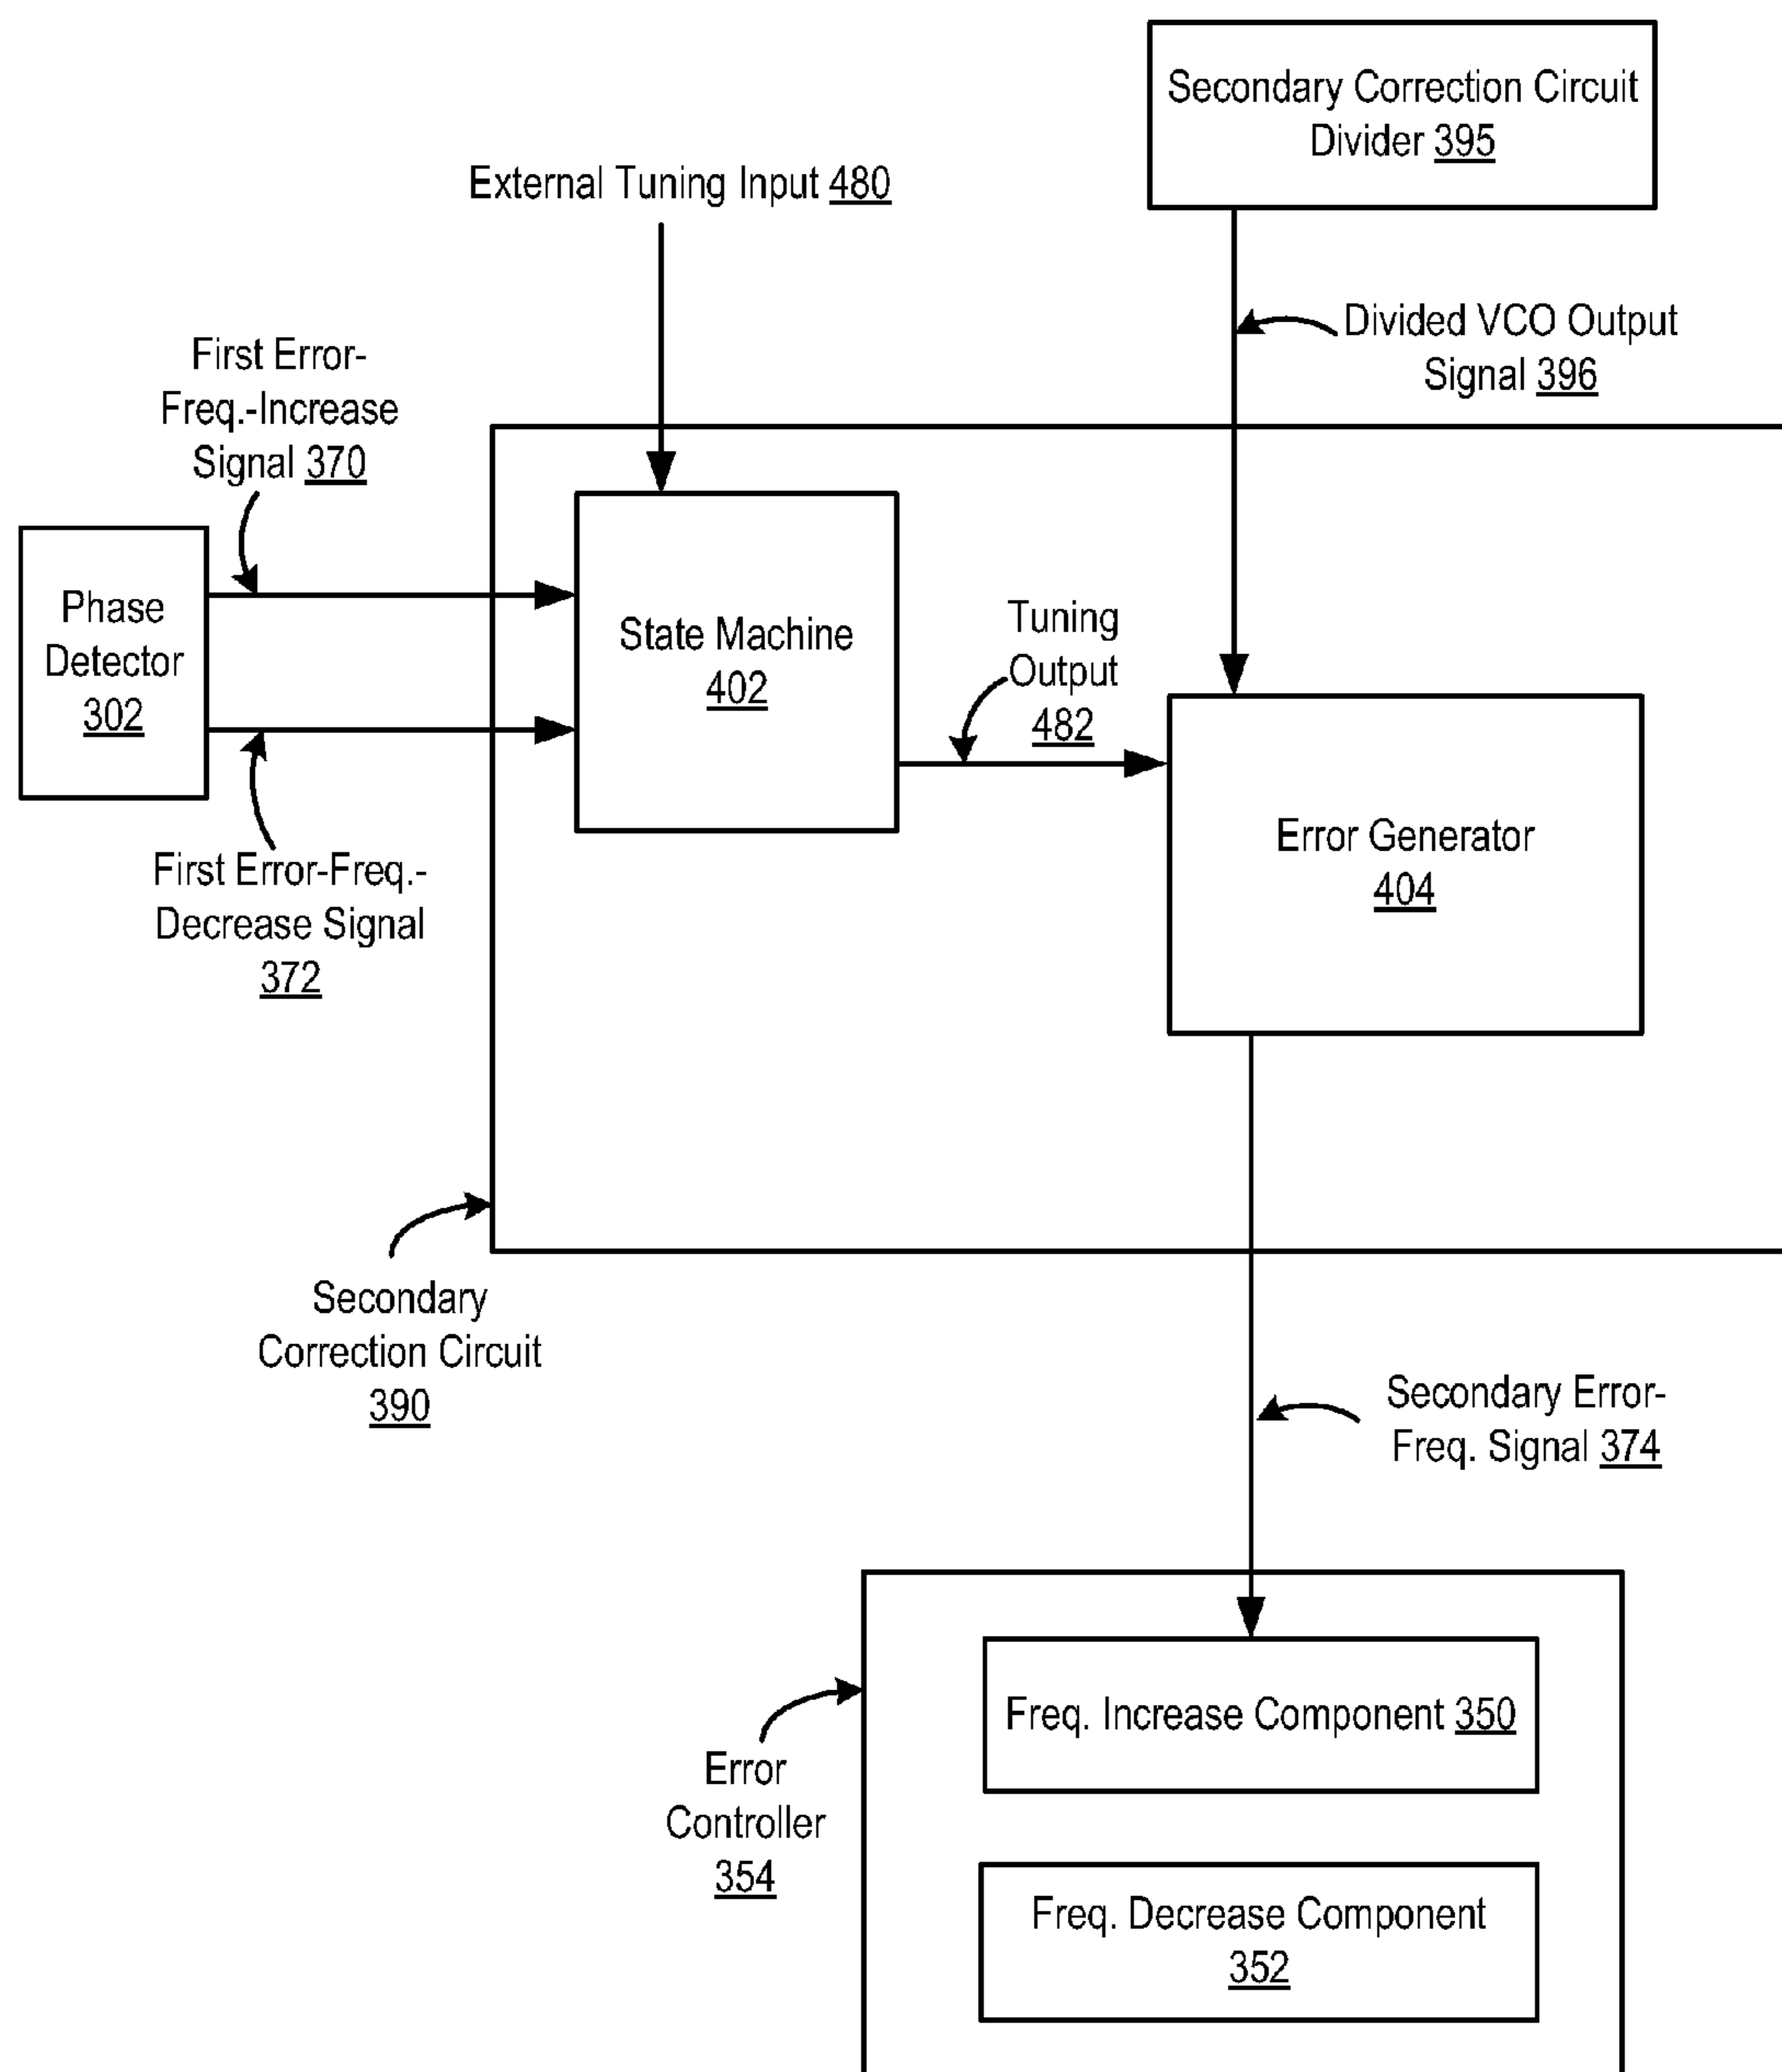 Secondary Correction Circuit
Divider 395
External Tuning Input 480
Divided VCO Output
Signal 396
First Error-
Freq.-Increase
Signal 370
Phase
Detector
302
State Machine
402
Tuning
Output
482
Error Generator
404
First Error-Freq.-
Decrease Signal
372
Secondary
Correction Circuit
390
Secondary Error-
Freq. Signal 374
Freq. Increase Component 350
Error
Controller
354
Freq. Decrease Component
352